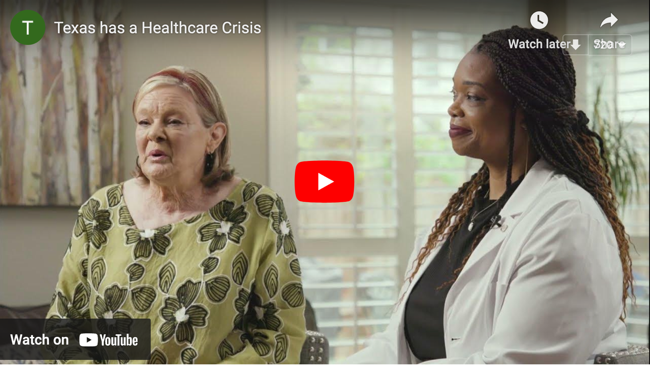 T
Texas has a Healthcare Crisis
Watch later
Share
Watch on YouTube